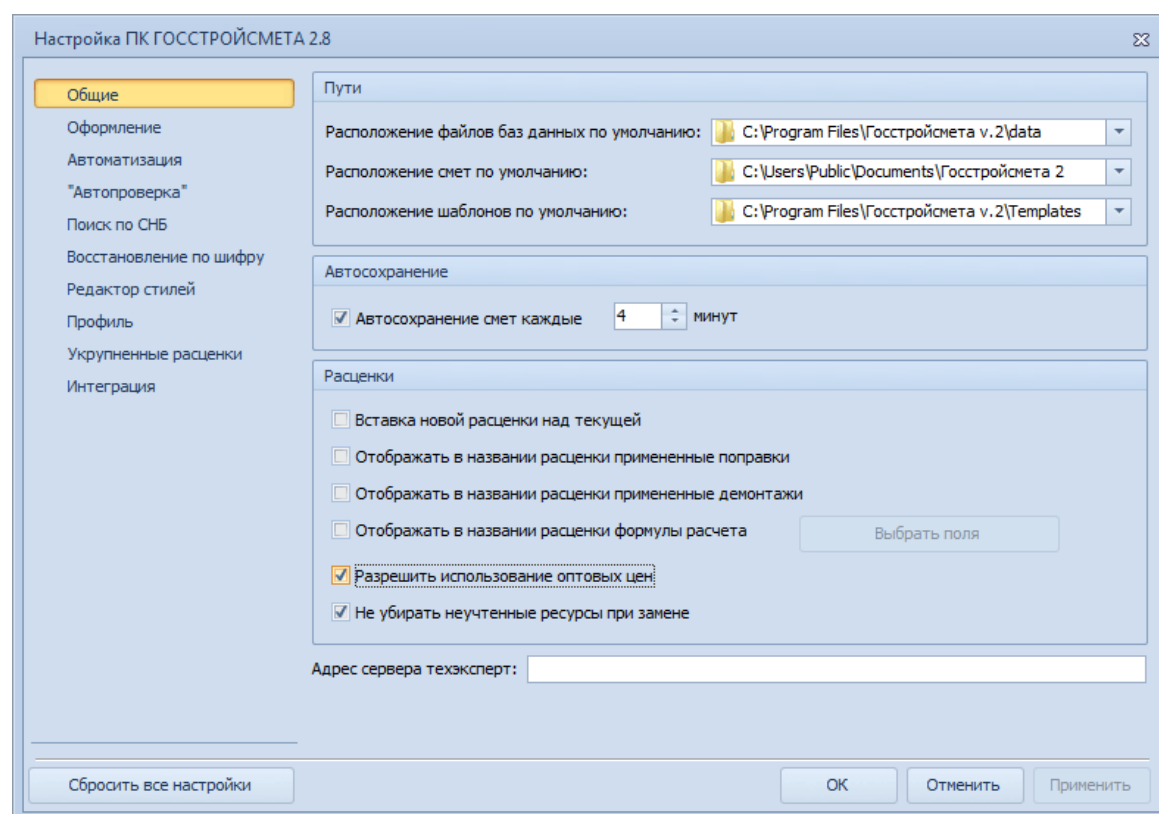 Настройка ПК ГОССТРОЙСМЕТА 2.8
Общие
Оформление
Автоматизация
"Автопроверка"
Поиск по СНБ
Восстановление по шифру
Редактор стилей
Профиль
Укрупненные расценки
Интеграция
Пути
Расположение файлов баз данных по умолчанию: C:\Program Files\Госстройсмета v.2\data
Расположение смет по умолчанию: C:\Users\Public\Documents\Госстройсмета 2
Расположение шаблонов по умолчанию: C:\Program Files\Госстройсмета v.2\Templates
Автосохранение
Автосохранение смет каждые 4 минут
Расценки
Вставка новой расценки над текущей
Отображать в названии расценки примененные поправки
Отображать в названии расценки примененные демонтажи
Отображать в названии расценки формулы расчета Выбрать поля
Разрешить использование оптовых цен
Не убирать неучтенные ресурсы при замене
Адрес сервера техэксперт:
Сбросить все настройки ОК Отменить Применить